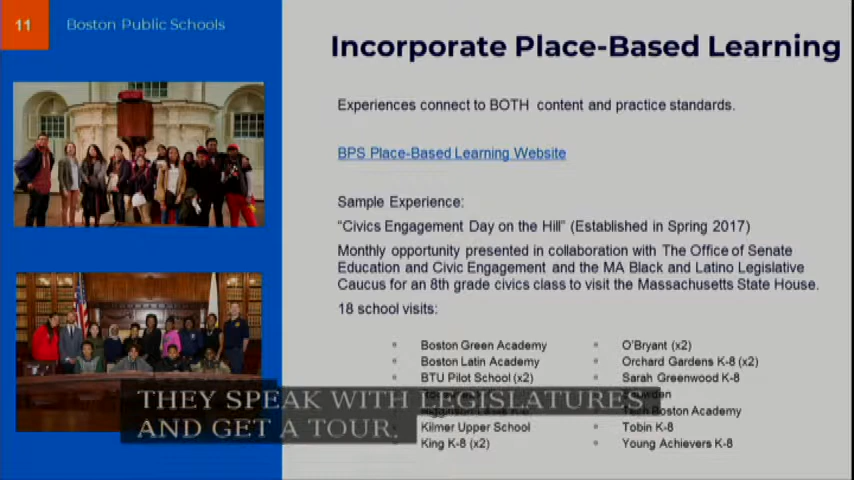 11
Boston Public Schools
Incorporate Place-Based Learning
Experiences connect to BOTH content and practice standards.
BPS Place-Based Learning Website
Sample Experience:
“Civics Engagement Day on the Hill” (Established in Spring 2017)
Monthly opportunity presented in collaboration with The Office of Senate
Education and Civic Engagement and the MA Black and Latino Legislative
Caucus for an 8th grade civics class to visit the Massachusetts State House.
18 school visits:
Boston Green Academy
Boston Latin Academy
BTU Pilot School (x2)
Kilmer Upper School
King K-8 (x2)
O'Bryant (x2)
Orchard Gardens K-8 (x2)
Sarah Greenwood K-8
Tech Boston Academy
Tobin K-8
Young Achievers K-8
THEY SPEAK WITH LEGISLATURES
AND GET A TOUR.